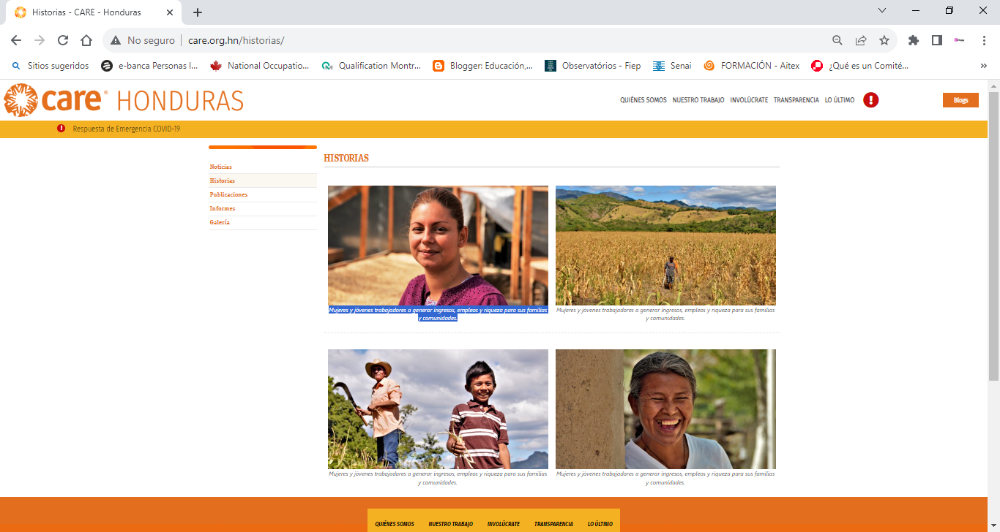 Historias - CARE - Honduras
No seguro
care.org.hn/historias/
Sitios sugeridos
e-banca Personas I...
National Occupatio...
Qualification Montr...
Blogger: Educación,...
Observatórios - Fiep
Senai
FORMACIÓN - Aitex
¿Qué es un Comité...
»
care® HONDURAS
QUIÉNES SOMOS NUESTRO TRABAJO INVOLÚCRATE TRANSPARENCIA LO ÚLTIMO
Blogs
Respuesta de Emergencia COVID-19
Noticias
Historias
Publicaciones
Informes
Galería
HISTORIAS
Mujeres y jóvenes trabajadores a generar ingresos, empleos y riqueza para sus familias
y comunidades.
Mujeres y jóvenes trabajadores a generar ingresos, empleos y riqueza para sus familias
y comunidades.
Mujeres y jóvenes trabajadores a generar ingresos, empleos y riqueza para sus familias
y comunidades.
Mujeres y jóvenes trabajadores a generar ingresos, empleos y riqueza para sus familias
y comunidades.
QUIÉNES SOMOS NUESTRO TRABAJO INVOLÚCRATE TRANSPARENCIA LO ÚLTIMO